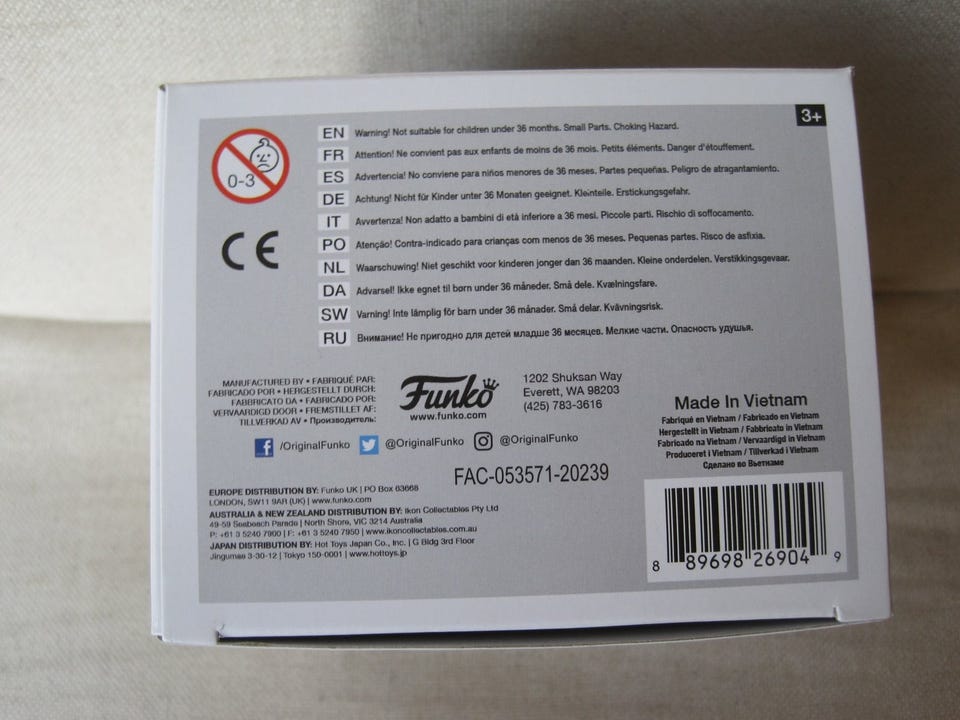 3+
0-3
CE
EN Warning! Not suitable for children under 36 months. Small Parts. Choking Hazard.
FR Attention! Ne convient pas aux enfants de moins de 36 mois. Petits éléments. Danger d'étouffement.
ES Advertencia! No conviene para niños menores de 36 meses. Partes pequeñas. Peligro de atragantamiento.
DE Achtung! Nicht für Kinder unter 36 Monaten geeignet. Kleinteile. Erstickungsgefahr.
IT Avvertenza! Non adatto a bambini di età inferiore a 36 mesi. Piccole parti. Rischio di soffocamento.
PO Atenção! Contra-indicado para crianças com menos de 36 meses. Pequenas partes. Risco de asfixia.
NL Waarschuwing! Niet geschikt voor kinderen jonger dan 36 maanden. Kleine onderdelen. Verstikkingsgevaar.
DA Advarsel! Ikke egnet til børn under 36 måneder. Små dele. Kvælningsfare.
SW Varning! Inte lämplig för barn under 36 månader. Små delar. Kvävningsrisk.
RU Внимание! Не пригодно для детей младше 36 месяцев. Мелкие части. Опасность удушья.
MANUFACTURED BY • FABRIQUÉ PAR:
FABRICADO POR • HERGESTELLT DURCH:
FABBRICATO DA • FABRICADO POR:
VERVAARDIGD DOOR • FREMSTILLET AF:
TILLVERKAD AV • Производитель:
Funko
www.funko.com
1202 Shuksan Way
Everett, WA 98203
(425) 783-3616
/OriginalFunko @OriginalFunko @OriginalFunko
FAC-053571-20239
EUROPE DISTRIBUTION BY: Funko UK | PO Box 63668
LONDON, SW11 9AR (UK) | www.funko.com
AUSTRALIA & NEW ZEALAND DISTRIBUTION BY: Ikon Collectables Pty Ltd
49-59 Seabeach Parade | North Shore, VIC 3214 Australia
P: +61 3 5240 7900 | F: +61 3 5240 7950 | www.ikoncollectables.com.au
JAPAN DISTRIBUTION BY: Hot Toys Japan Co., Inc. | G Bldg 3rd Floor
Jingumae 3-30-12 | Tokyo 150-0001 | www.hottoys.jp
Made In Vietnam
Fabriqué en Vietnam / Fabricado en Vietnam
Hergestellt in Vietnam / Fabbricato in Vietnam
Fabricado na Vietnam / Vervaardigd in Vietnam
Produceret i Vietnam / Tillverkad i Vietnam
Сделано во Вьетнаме
8 89698 26904 9